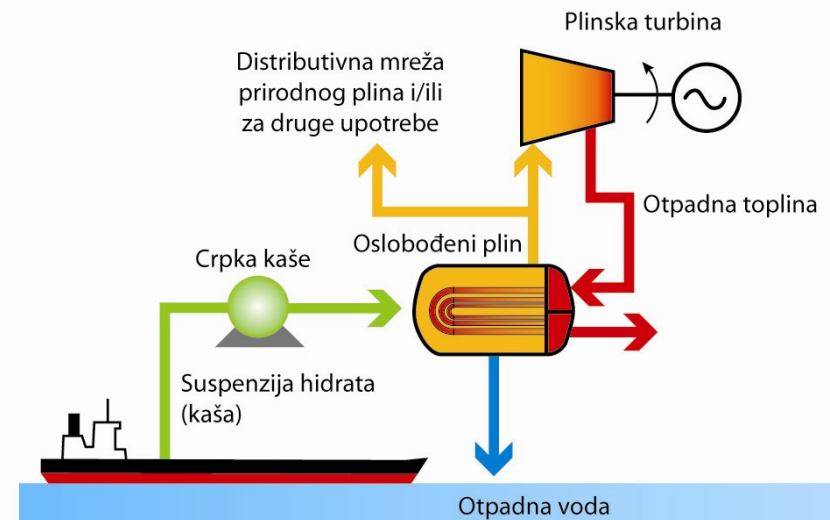 Plinska turbina
Distributivna mreža
prirodnog plina i/ili
za druge upotrebe
Otpadna toplina
Oslobođeni plin
Crpka kaše
Suspenzija hidrata
(kaša)
Otpadna voda